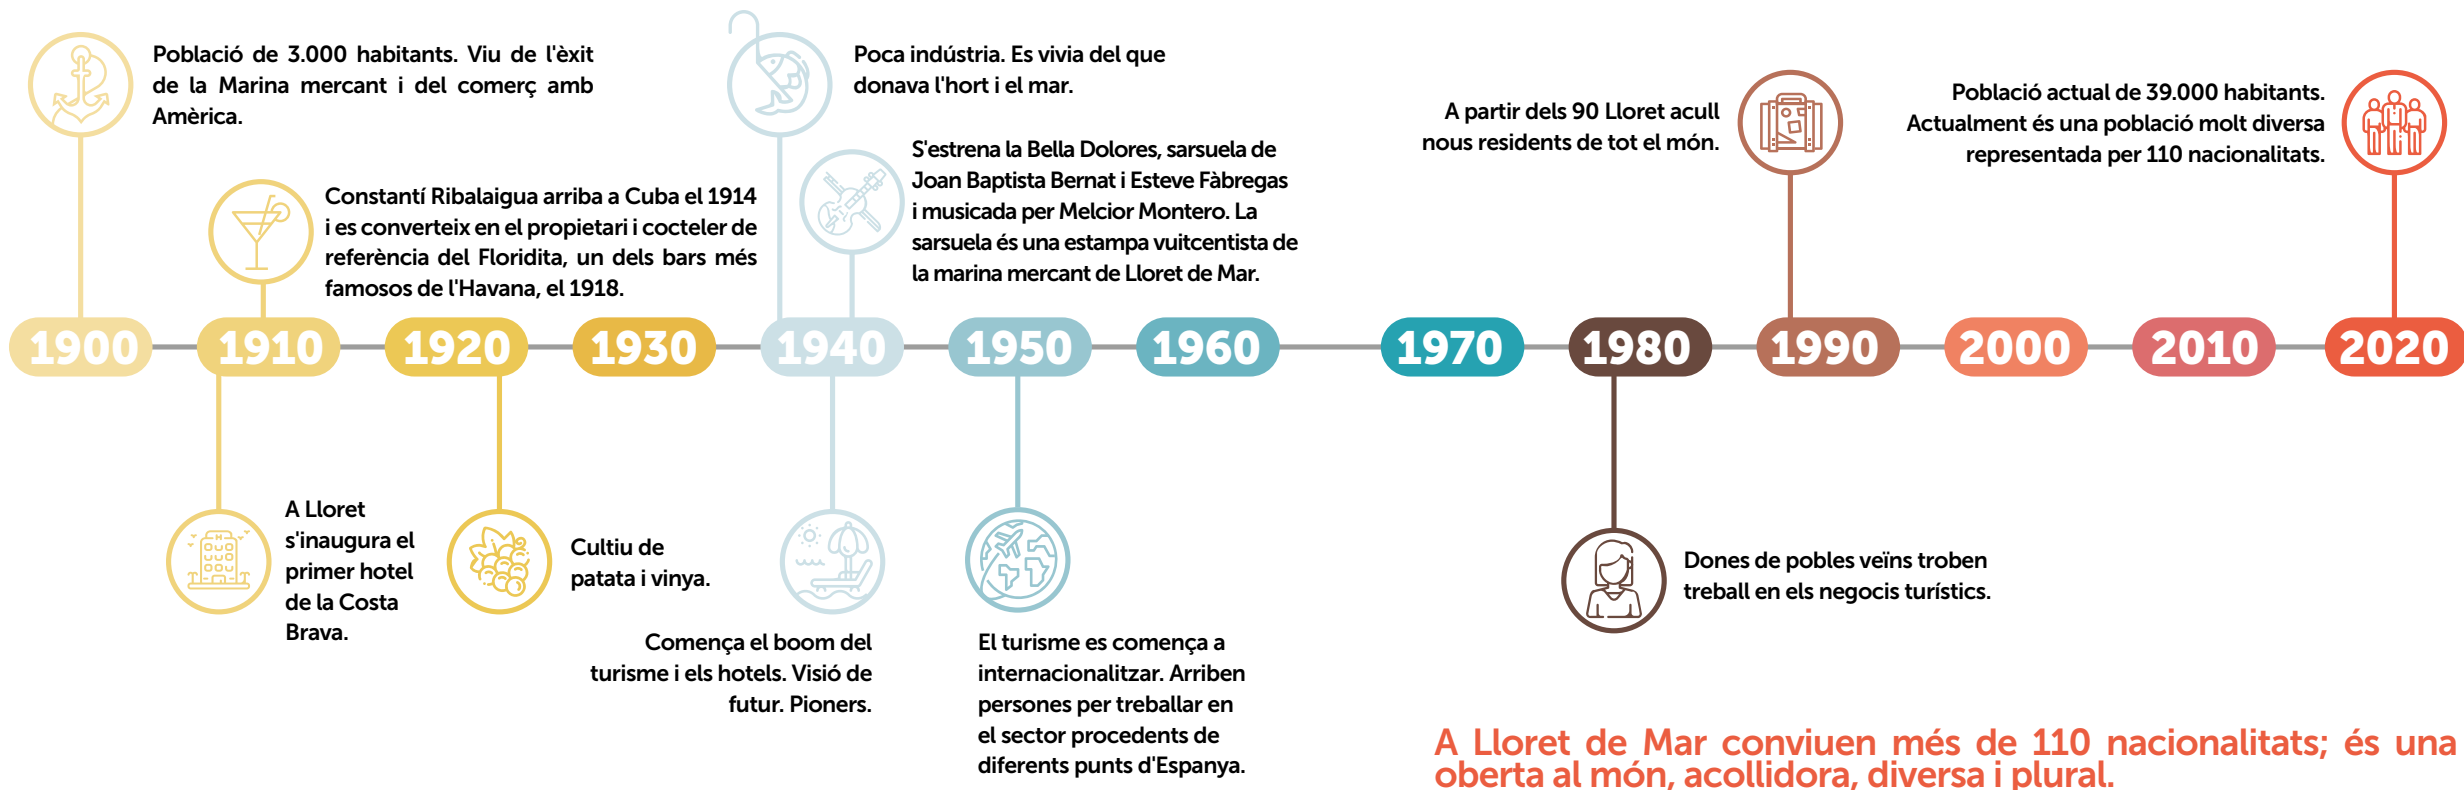 Població de 3.000 habitants. Viu de l'èxit
de la Marina mercant i del comerç amb
Amèrica.
Constantí Ribalaigua arriba a Cuba el 1914
i es converteix en el propietari i cocteler de
referència del Floridita, un dels bars més
famosos de l'Havana, el 1918.
Poca indústria. Es vivia del que
donava l'hort i el mar.
S'estrena la Bella Dolores, sarsuela de
Joan Baptista Bernat i Esteve Fàbregas
i musicada per Melcior Montero. La
sarsuela és una estampa vuitcentista de
la marina mercant de Lloret de Mar.
A partir dels 90 Lloret acull
nous residents de tot el món.
Població actual de 39.000 habitants.
Actualment és una població molt diversa
representada per 110 nacionalitats.
1900
1910
1920
1930
1940
1950
1960
1970
1980
1990
2000
2010
2020
A Lloret
s'inaugura el
primer hotel
de la Costa
Brava.
Cultiu de
patata i vinya.
Comença el boom del
turisme i els hotels. Visió de
futur. Pioners.
El turisme es comença a
internacionalitzar. Arriben
persones per treballar en
el sector procedents de
diferents punts d'Espanya.
Dones de pobles veïns troben
treball en els negocis turístics.
A Lloret de Mar conviuen més de 110 nacionalitats; és una
oberta al món, acollidora, diversa i plural.